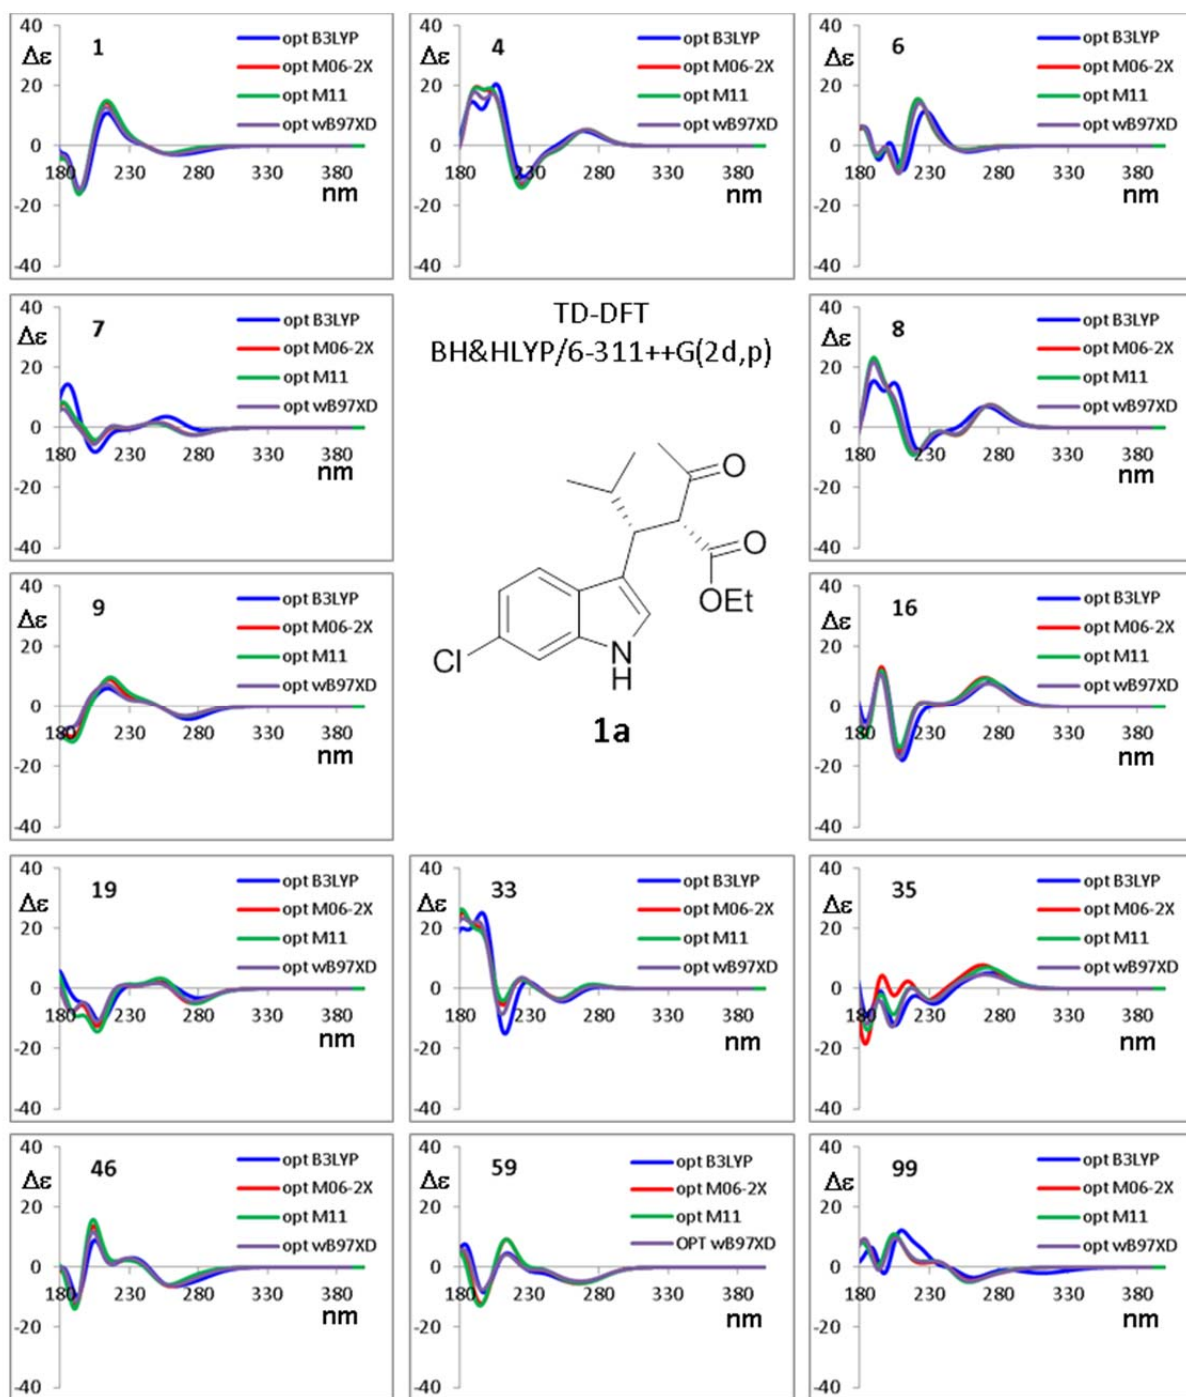 40
Δε
1
opt B3LYP
opt M06-2X
opt M11
opt wB97XD
20
0
180 230 280 330 380
nm
-20
-40
40
Δε
4
opt B3LYP
opt M06-2X
opt M11
opt wB97XD
20
0
180 230 280 330 380
nm
-20
-40
40
Δε
6
opt B3LYP
opt M06-2X
opt M11
opt wB97XD
20
0
180 230 280 330 380
nm
-20
-40
40
Δε
7
opt B3LYP
opt M06-2X
opt M11
opt wB97XD
20
0
180 230 280 330 380
nm
-20
-40
TD-DFT
BH&HLYP/6-311++G(2d,p)
O
O
OEt
Cl
N
H
1a
40
Δε
8
opt B3LYP
opt M06-2X
opt M11
opt wB97XD
20
0
180 230 280 330 380
nm
-20
-40
40
Δε
9
opt B3LYP
opt M06-2X
opt M11
opt wB97XD
20
0
180 230 280 330 380
nm
-20
-40
40
Δε
16
opt B3LYP
opt M06-2X
opt M11
opt wB97XD
20
0
180 230 280 330 380
nm
-20
-40
40
Δε
19
opt B3LYP
opt M06-2X
opt M11
opt wB97XD
20
0
180 230 280 330 380
nm
-20
-40
40
Δε
33
opt B3LYP
opt M06-2X
opt M11
opt wB97XD
20
0
180 230 280 330 380
nm
-20
-40
40
Δε
35
opt B3LYP
opt M06-2X
opt M11
opt wB97XD
20
0
180 230 280 330 380
nm
-20
-40
40
Δε
46
opt B3LYP
opt M06-2X
opt M11
opt wB97XD
20
0
180 230 280 330 380
nm
-20
-40
40
Δε
59
opt B3LYP
opt M06-2X
opt M11
OPT wB97XD
20
0
180 230 280 330 380
nm
-20
-40
40
Δε
99
opt B3LYP
opt M06-2X
opt M11
opt wB97XD
20
0
180 230 280 330 380
nm
-20
-40